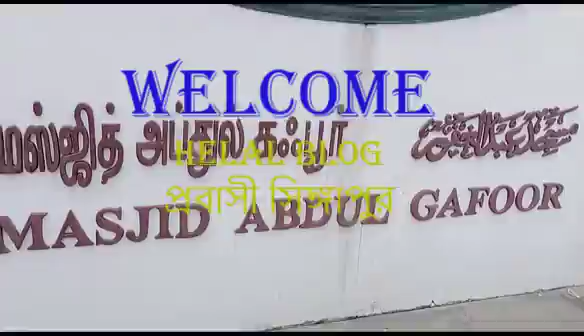 WELCOME
மஸ்ஜித் அப்துல் கஃபூர்
HELAL BLOG
প্রবাসী সিঙ্গাপুর
MASJID ABDUL GAFOOR